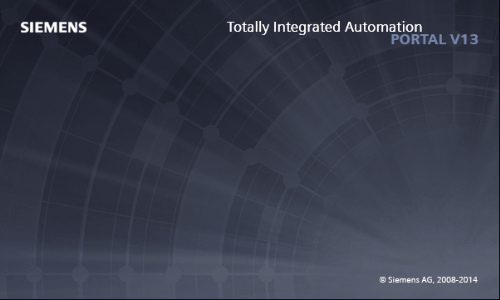 SIEMENS
Totally Integrated Automation
PORTAL V13
© Siemens AG, 2008-2014